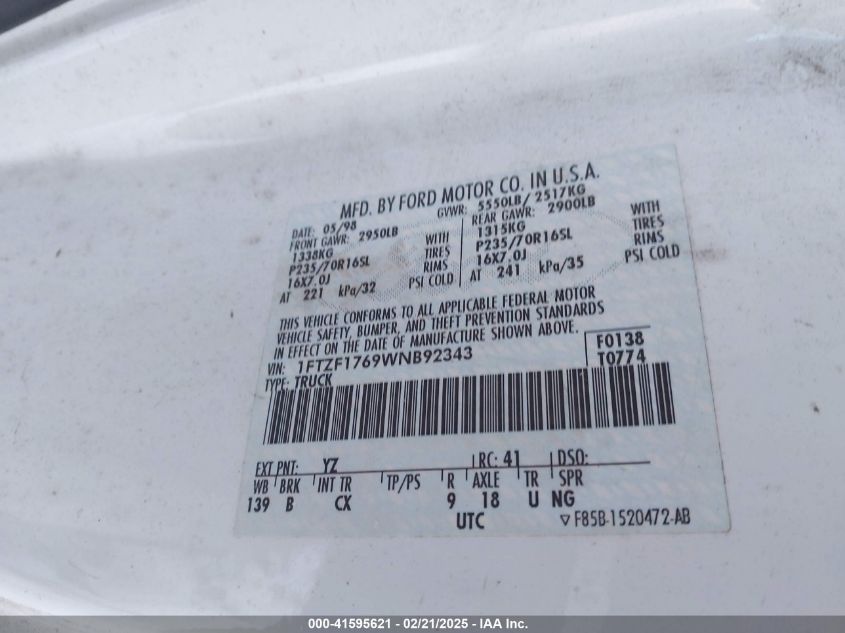 MFD. BY FORD MOTOR CO. IN U.S.A.
DATE: 05/98 GVWR: 5550LB/ 2517KG
FRONT GAWR: 2950LB REAR GAWR: 2900LB
1338KG WITH 1315KG WITH
P235/70R16SL TIRES P235/70R16SL TIRES
16X7.0J RIMS 16X7.0J RIMS
AT 221 kPa/32 PSI COLD AT 241 kPa/35 PSI COLD
THIS VEHICLE CONFORMS TO ALL APPLICABLE FEDERAL MOTOR
VEHICLE SAFETY, BUMPER, AND THEFT PREVENTION STANDARDS
IN EFFECT ON THE DATE OF MANUFACTURE SHOWN ABOVE.
VIN: 1FTZF1769WNB92343 F0138
TYPE: TRUCK T0774
EXT PNT: YZ RC: 41 DSO:
WB BRK INT TR TP/PS R AXLE TR SPR
139 B CX 9 18 U NG
UTC ▽ F85B-1520472-AB
000-41595621 - 02/21/2025 - IAA Inc.